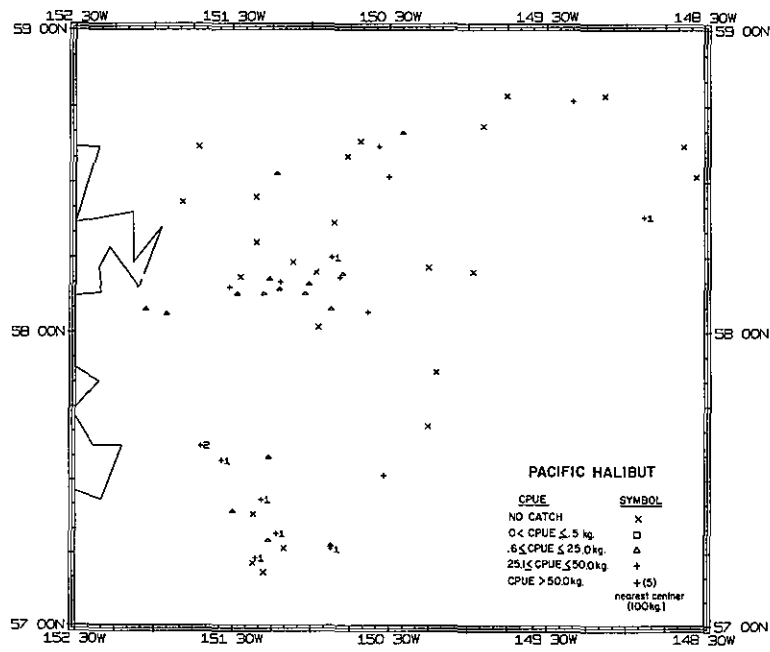 152 30W 151 30W 150 30W 149 30W 148 30W
59 00N 59 00N
+1
+1
58 00N 58 00N
+2
+1
+1
+1
+1
+1
PACIFIC HALIBUT
CPUE SYMBOL
NO CATCH ×
0 < CPUE ≤ .5 kg. □
.6 ≤ CPUE ≤ 25.0 kg. △
25.1 ≤ CPUE ≤ 50.0 kg. +
CPUE > 50.0 kg. +(5)
nearest centner
(100kg.)
57 00N 57 00N
152 30W 151 30W 150 30W 149 30W 148 30W